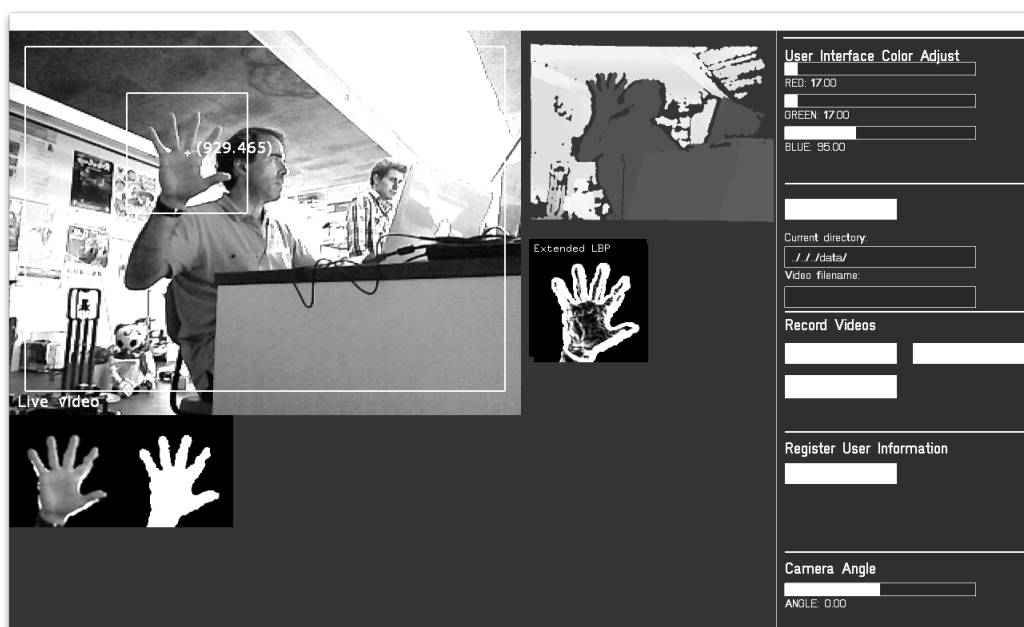 (929.465)
Live video
Extended LBP
User Interface Color Adjust
RED: 17.00
GREEN: 17.00
BLUE: 95.00
Current directory:
../../../data/
Video filename:
Record Videos
Register User Information
Camera Angle
ANGLE: 0.00